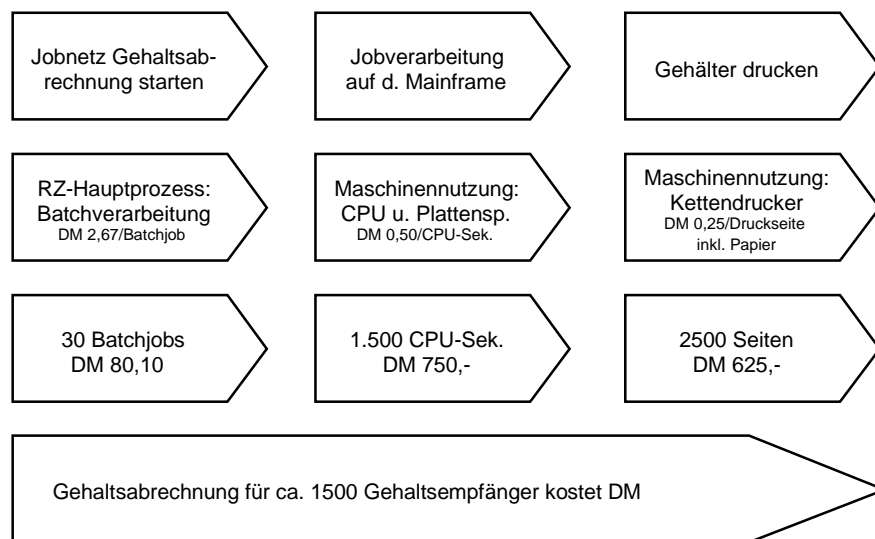 Jobnetz Gehaltsab-
rechnung starten
Jobverarbeitung
auf d. Mainframe
Gehälter drucken
RZ-Hauptprozess:
Batchverarbeitung
DM 2,67/Batchjob
Maschinennutzung:
CPU u. Plattensp.
DM 0,50/CPU-Sek.
Maschinennutzung:
Kettendrucker
DM 0,25/Druckseite
inkl. Papier
30 Batchjobs
DM 80,10
1.500 CPU-Sek.
DM 750,-
2500 Seiten
DM 625,-
Gehaltsabrechnung für ca. 1500 Gehaltsempfänger kostet DM